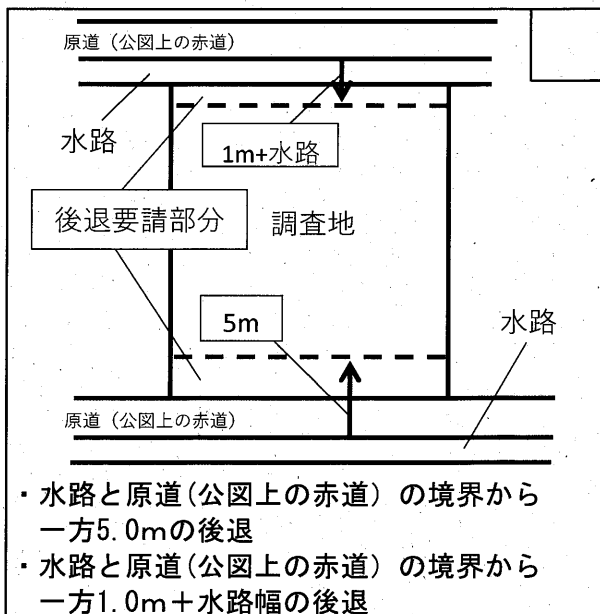 原道（公図上の赤道）
水路
1m+水路
後退要請部分
調査地
5m
水路
原道（公図上の赤道）
・水路と原道(公図上の赤道）の境界から
一方5.0mの後退
・水路と原道(公図上の赤道）の境界から
一方1.0m＋水路幅の後退